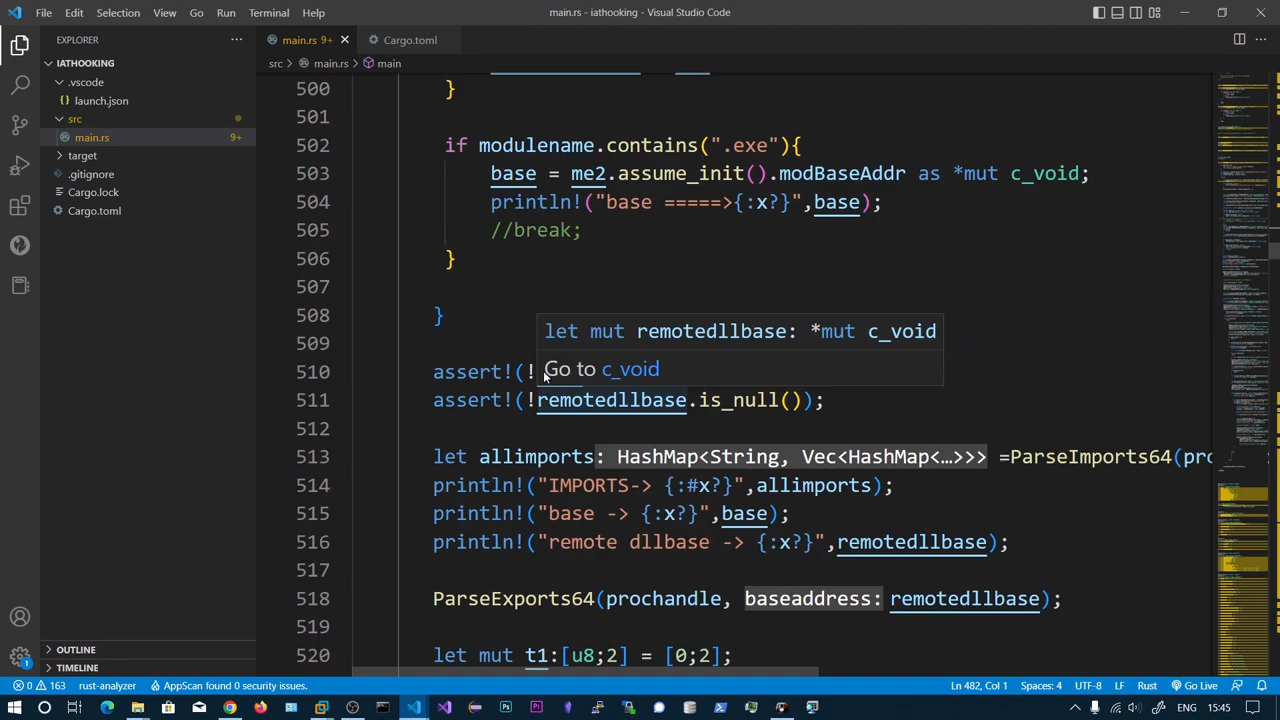 File Edit Selection View Go Run Terminal Help
main.rs - iathooking - Visual Studio Code
EXPLORER
IATHOOKING
.vscode
launch.json
src
main.rs 9+
target
.gitignore
Cargo.lock
Cargo.toml
OUTLINE
TIMELINE
main.rs 9+
Cargo.toml
src > main.rs > main
500 }
501
502 if modulename.contains(".exe"){
503 base = me2.assume_init().modBaseAddr as *mut c_void;
504 println!("base =====>{:x?}",base);
505 //break;
506 }
507
508 }
509
let mut remotedllbase: *mut c_void
Go to c_void
510 assert!(!
511 assert!(!remotedllbase.is_null());
512
513 let allimports: HashMap<String, Vec<HashMap<…>>> =ParseImports64(pro
514 println!("IMPORTS-> {:#x?}",allimports);
515 println!("base -> {:x?}",base);
516 println!("remote dllbase -> {:x?}",remotedllbase);
517
518 ParseExports64(prochandle, baseaddress: remotedllbase);
519
520 let mut : u8;2] = [0;2];
0 163 rust-analyzer AppScan found 0 security issues.
Ln 482, Col 1 Spaces: 4 UTF-8 LF Rust Go Live
1
ENG 15:45